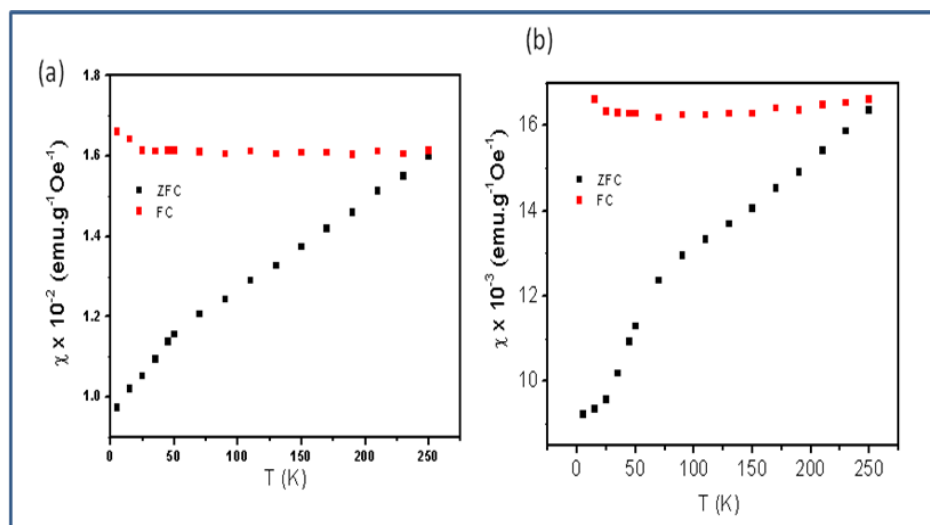 (a)
1.8
1.6
1.4
1.2
1.0
χ x 10⁻² (emu.g⁻¹Oe⁻¹)
ZFC
FC
0
50
100
150
200
250
T (K)
(b)
16
14
12
10
χ x 10⁻³ (emu.g⁻¹Oe⁻¹)
ZFC
FC
0
50
100
150
200
250
T (K)